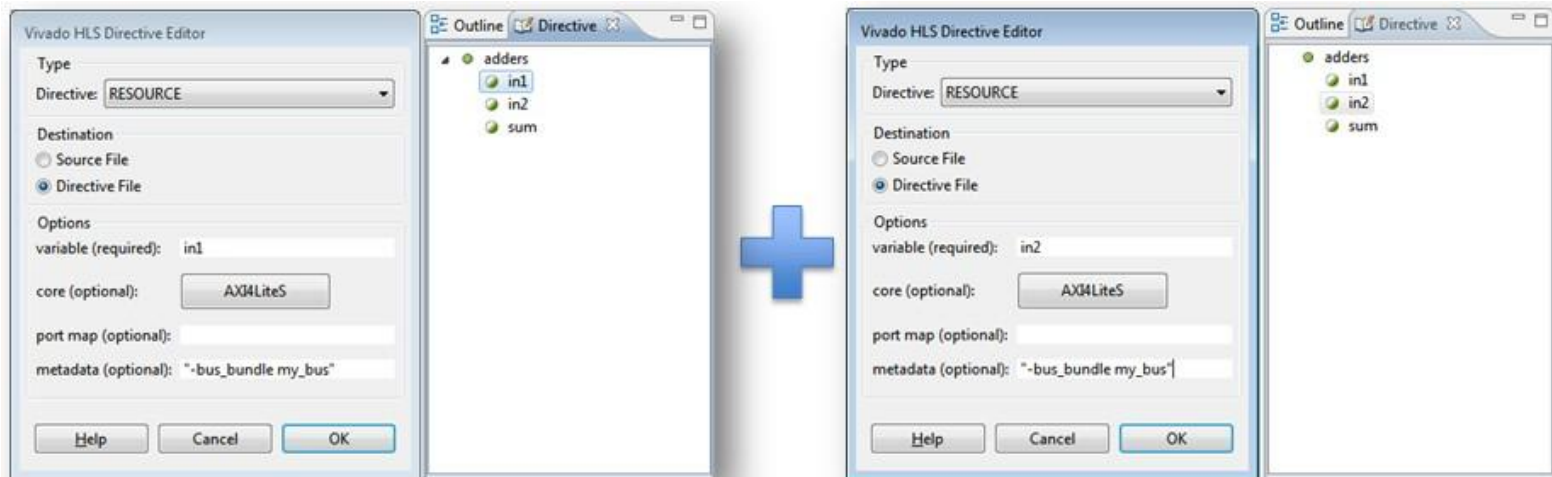 Vivado HLS Directive Editor
Type
Directive: RESOURCE
Destination
Source File
Directive File
Options
variable (required): in1
core (optional): AXI4LiteS
port map (optional):
metadata (optional): "-bus_bundle my_bus"
Help Cancel OK
Outline Directive
adders
in1
in2
sum
Vivado HLS Directive Editor
Type
Directive: RESOURCE
Destination
Source File
Directive File
Options
variable (required): in2
core (optional): AXI4LiteS
port map (optional):
metadata (optional): "-bus_bundle my_bus"
Help Cancel OK
Outline Directive
adders
in1
in2
sum